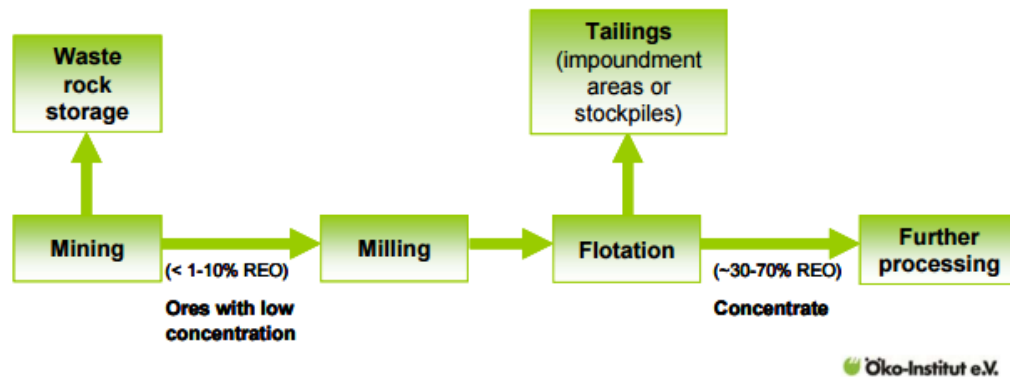 Waste
rock
storage
Tailings
(impoundment
areas or
stockpiles)
Mining
(< 1-10% REO)
Ores with low
concentration
Milling
Flotation
(~30-70% REO)
Concentrate
Further
processing
Öko-Institut e.V.